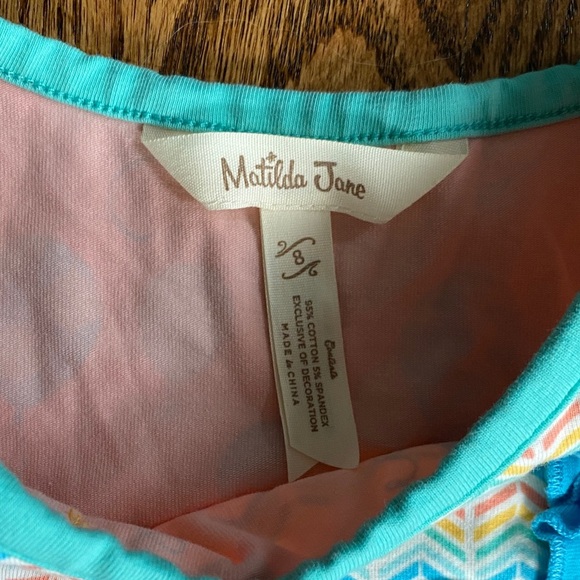 Matilda Jane
8
95% COTTON 5% SPANDEX
EXCLUSIVE OF DECORATION
MADE in CHINA